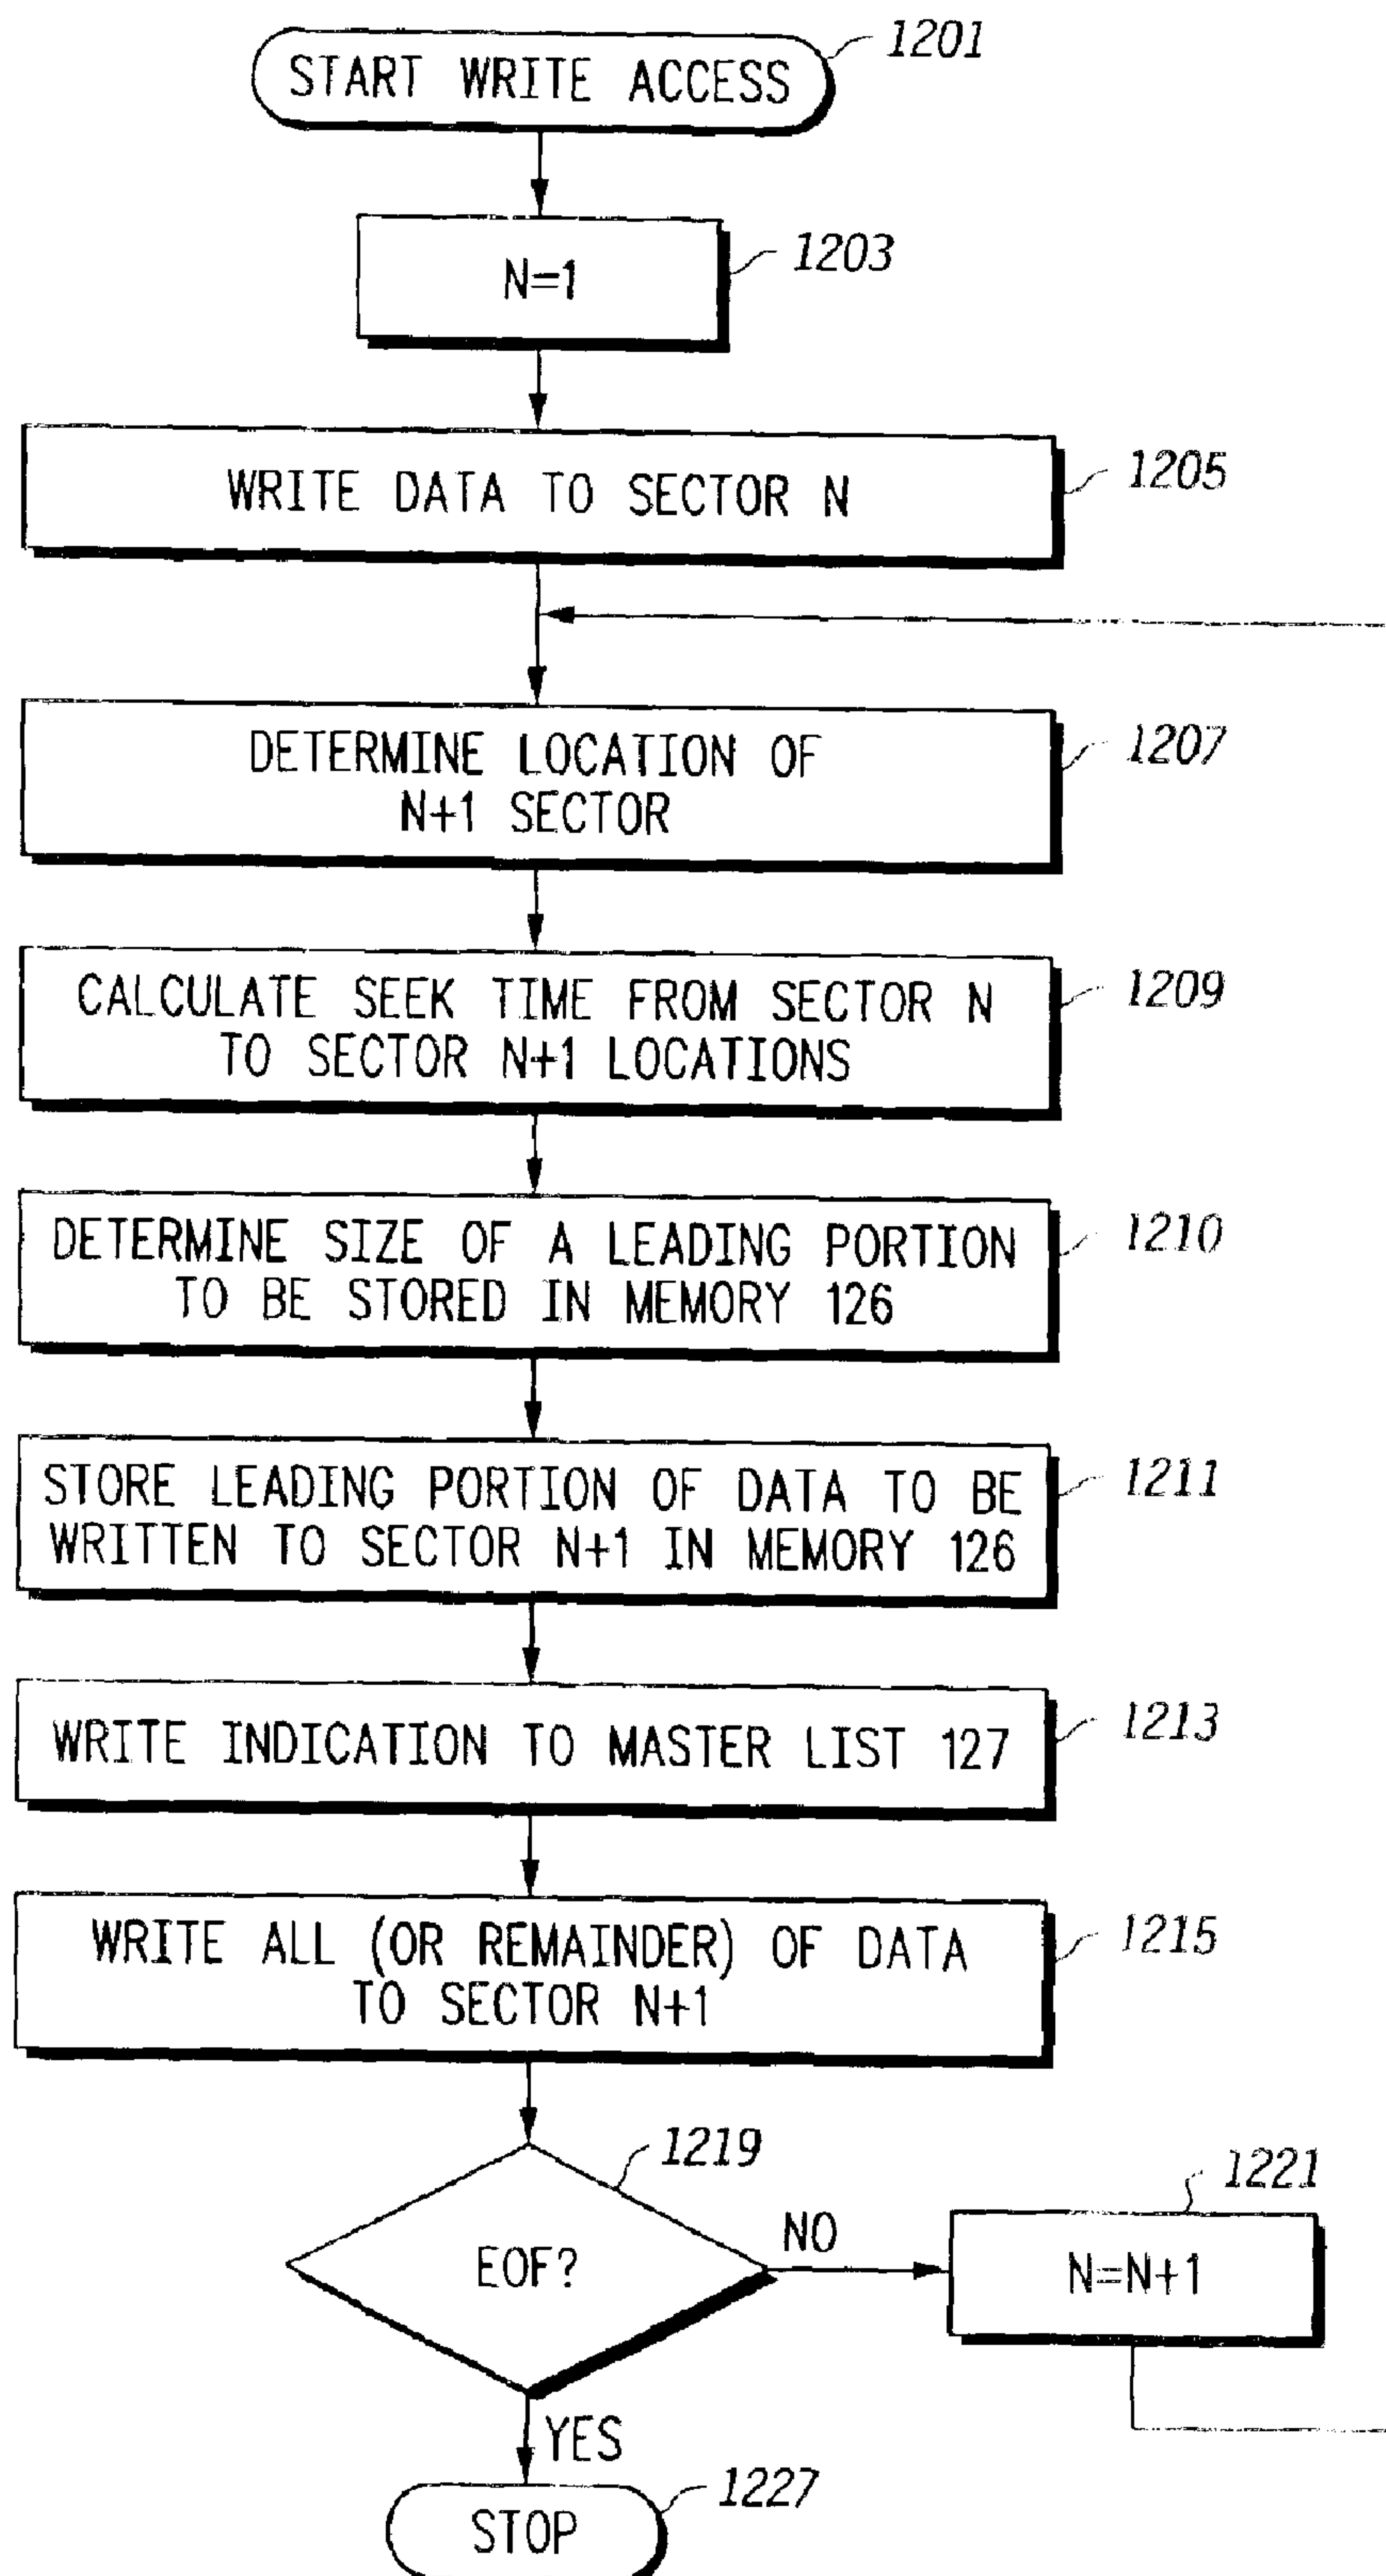 START WRITE ACCESS
1201
N=1
1203
WRITE DATA TO SECTOR N
1205
DETERMINE LOCATION OF
N+1 SECTOR
1207
CALCULATE SEEK TIME FROM SECTOR N
TO SECTOR N+1 LOCATIONS
1209
DETERMINE SIZE OF A LEADING PORTION
TO BE STORED IN MEMORY 126
1210
STORE LEADING PORTION OF DATA TO BE
WRITTEN TO SECTOR N+1 IN MEMORY 126
1211
WRITE INDICATION TO MASTER LIST 127
1213
WRITE ALL (OR REMAINDER) OF DATA
TO SECTOR N+1
1215
EOF?
1219
NO
N=N+1
1221
YES
STOP
1227